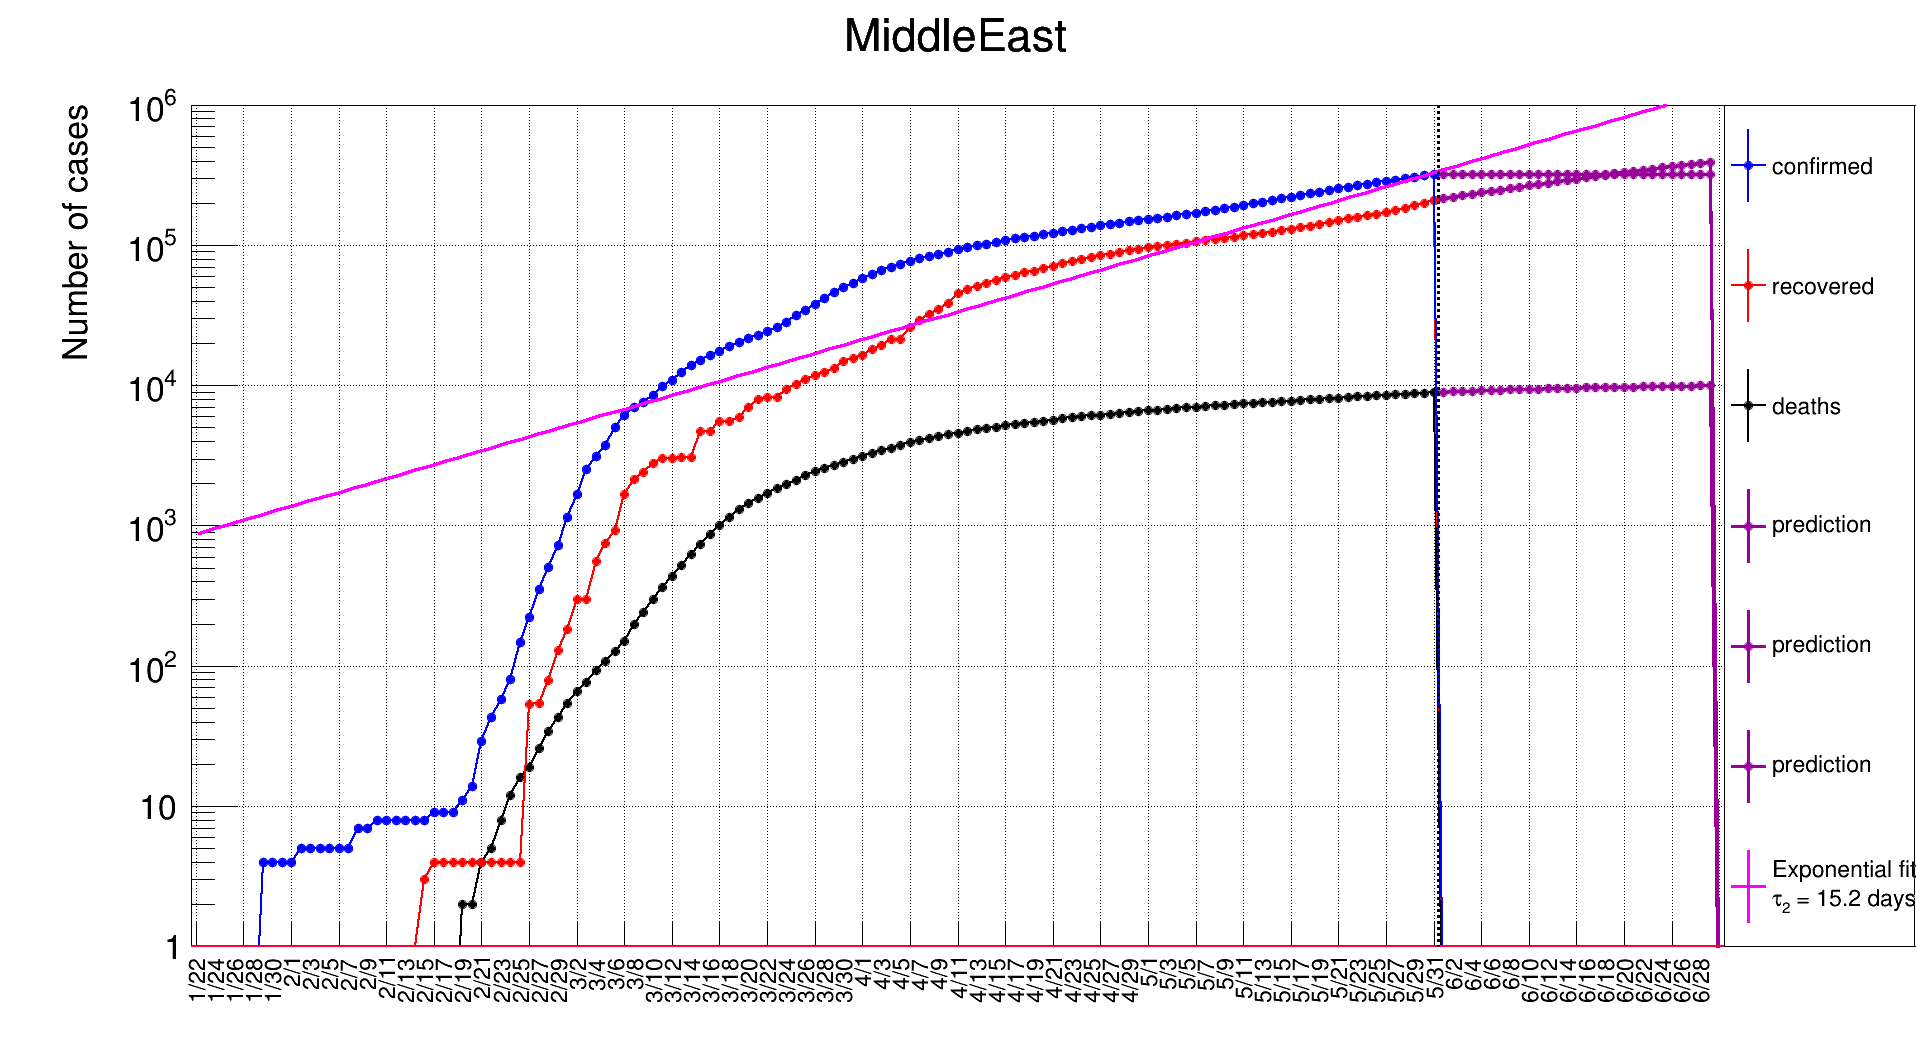 MiddleEast
Number of cases
10^6
10^5
10^4
10^3
10^2
10
1
1/22 1/24 1/26 1/28 1/30 2/1 2/3 2/5 2/7 2/9 2/11 2/13 2/15 2/17 2/19 2/21 2/23 2/25 2/27 2/29 3/2 3/4 3/6 3/8 3/10 3/12 3/14 3/16 3/18 3/20 3/22 3/24 3/26 3/28 3/30 4/1 4/3 4/5 4/7 4/9 4/11 4/13 4/15 4/17 4/19 4/21 4/23 4/25 4/27 4/29 5/1 5/3 5/5 5/7 5/9 5/11 5/13 5/15 5/17 5/19 5/21 5/23 5/25 5/27 5/29 5/31 6/2 6/4 6/6 6/8 6/10 6/12 6/14 6/16 6/18 6/20 6/22 6/24 6/26 6/28
confirmed
recovered
deaths
prediction
prediction
prediction
Exponential fit
τ_2 = 15.2 days